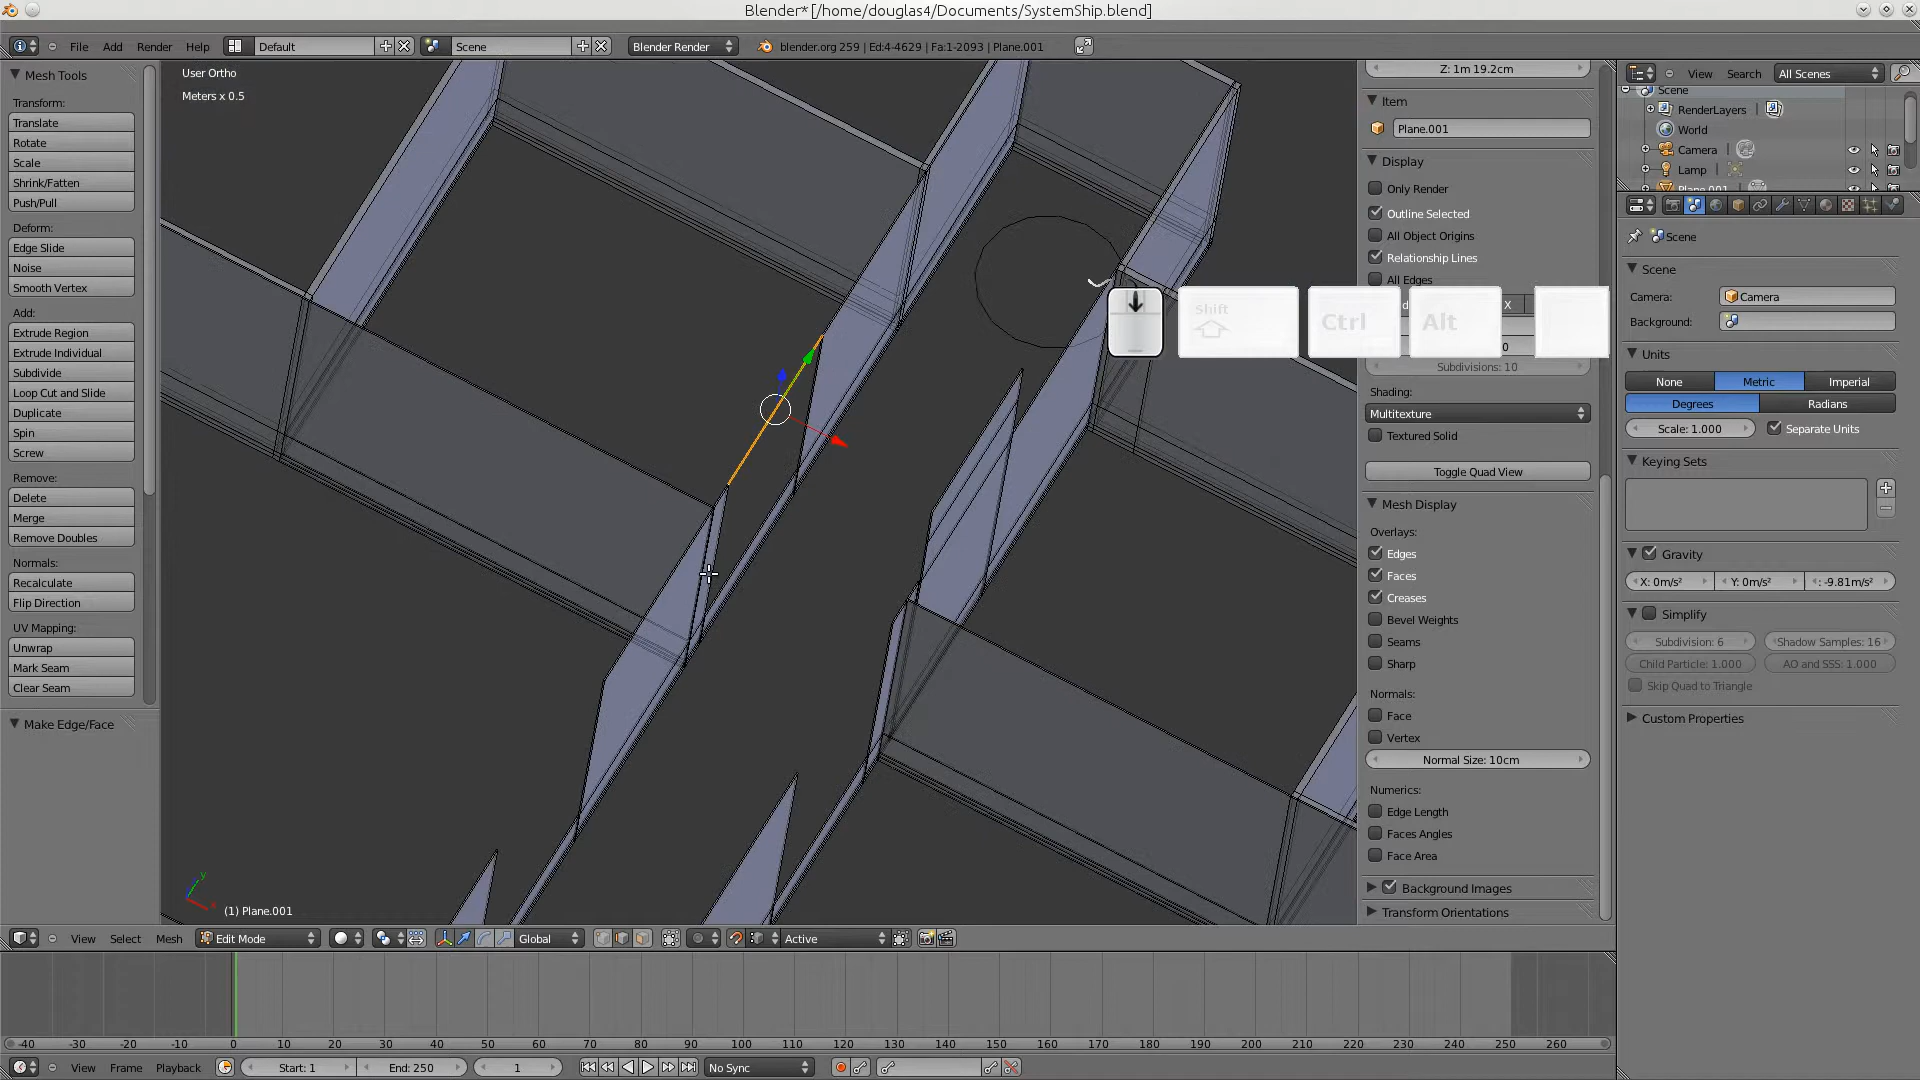 Blender* [/home/douglas4/Documents/SystemShip.blend]
File Add Render Help Default Scene Blender Render blender.org 259 | Ed:4-4629 | Fa:1-2093 | Plane.001 View Search All Scenes
Mesh Tools
Transform:
Translate
Rotate
Scale
Shrink/Fatten
Push/Pull
Deform:
Edge Slide
Noise
Smooth Vertex
Add:
Extrude Region
Extrude Individual
Subdivide
Loop Cut and Slide
Duplicate
Spin
Screw
Remove:
Delete
Merge
Remove Doubles
Normals:
Recalculate
Flip Direction
UV Mapping:
Unwrap
Mark Seam
Clear Seam
Make Edge/Face
User Ortho
Meters x 0.5
Shift
Ctrl
Alt
y
(1) Plane.001
Z: 1m 19.2cm
Item
Plane.001
Display
Only Render
Outline Selected
All Object Origins
Relationship Lines
All Edges
d X
0
Subdivisions: 10
Shading:
Multitexture
Textured Solid
Toggle Quad View
Mesh Display
Overlays:
Edges
Faces
Creases
Bevel Weights
Seams
Sharp
Normals:
Face
Vertex
Normal Size: 10cm
Numerics:
Edge Length
Faces Angles
Face Area
Background Images
Transform Orientations
Scene
RenderLayers |
World
Camera |
Lamp |
Plane.001
Scene
Scene
Camera: Camera
Background:
Units
None Metric Imperial
Degrees Radians
Scale: 1.000 Separate Units
Keying Sets
Gravity
X: 0m/s² Y: 0m/s² : -9.81m/s²
Simplify
Subdivision: 6 Shadow Samples: 16
Child Particle: 1.000 AO and SSS: 1.000
Skip Quad to Triangle
Custom Properties
View Select Mesh Edit Mode Global Active
-40 -30 -20 -10 0 10 20 30 40 50 60 70 80 90 100 110 120 130 140 150 160 170 180 190 200 210 220 230 240 250 260
View Frame Playback Start: 1 End: 250 1 No Sync